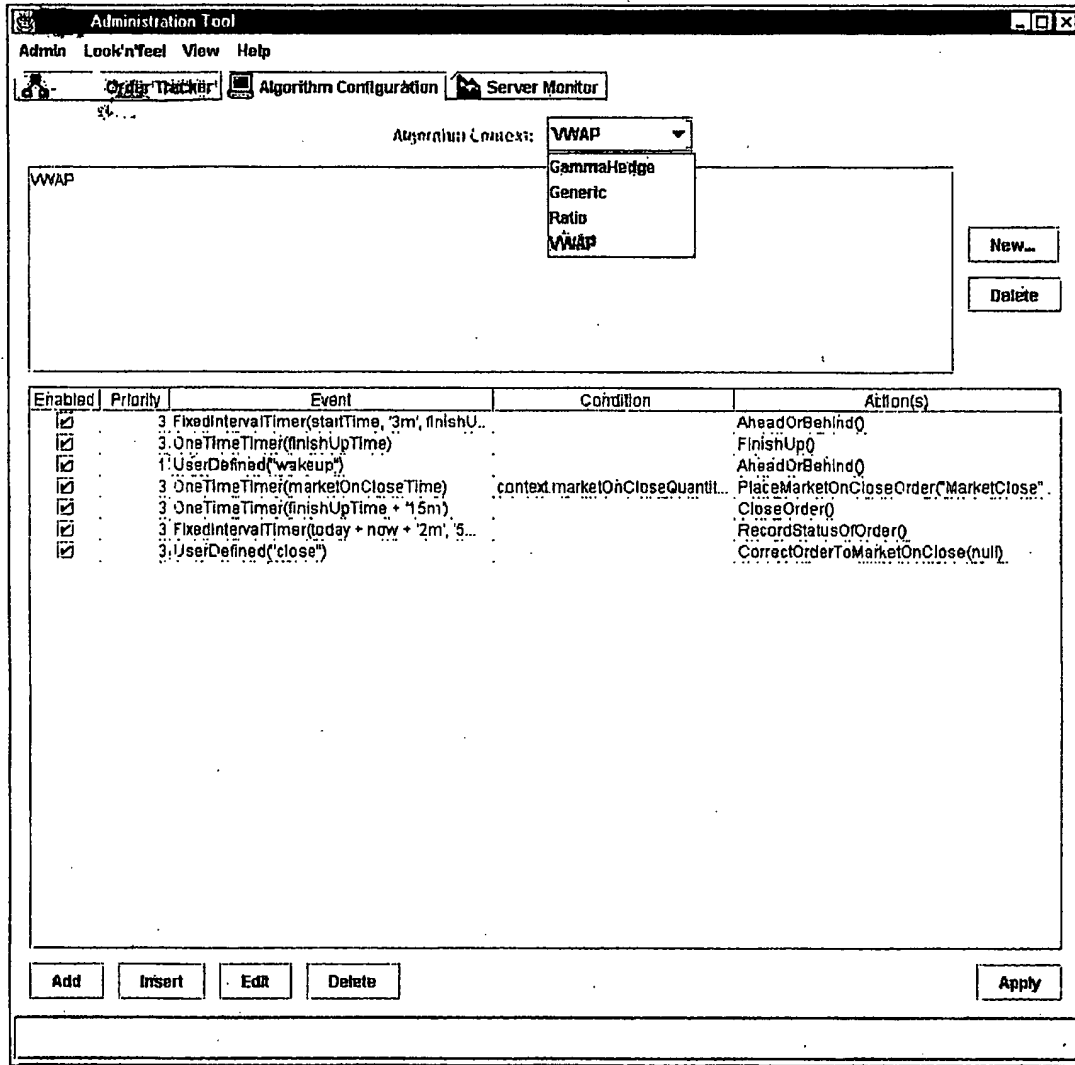 Administration Tool
Admin Look'n'feel View Help
Order Tracker Algorithm Configuration Server Monitor
Algorithm Context: VWAP
GammaHedge
Generic
Ratio
VWAP
VWAP
New...
Delete
Enabled Priority Event Condition Action(s)
3 FixedIntervalTimer(startTime, '3m', finishU... AheadOrBehind()
3 OneTimeTimer(finishUpTime) FinishUp()
1 UserDefined("wakeup") AheadOrBehind()
3 OneTimeTimer(marketOnCloseTime) context.marketOnCloseQuantit... PlaceMarketOnCloseOrder("MarketClose"
3 OneTimeTimer(finishUpTime + '15m') CloseOrder()
3 FixedIntervalTimer(today + now + '2m', '5... RecordStatusOfOrder()
3 UserDefined("close") CorrectOrderToMarketOnClose(null)
Add Insert Edit Delete Apply